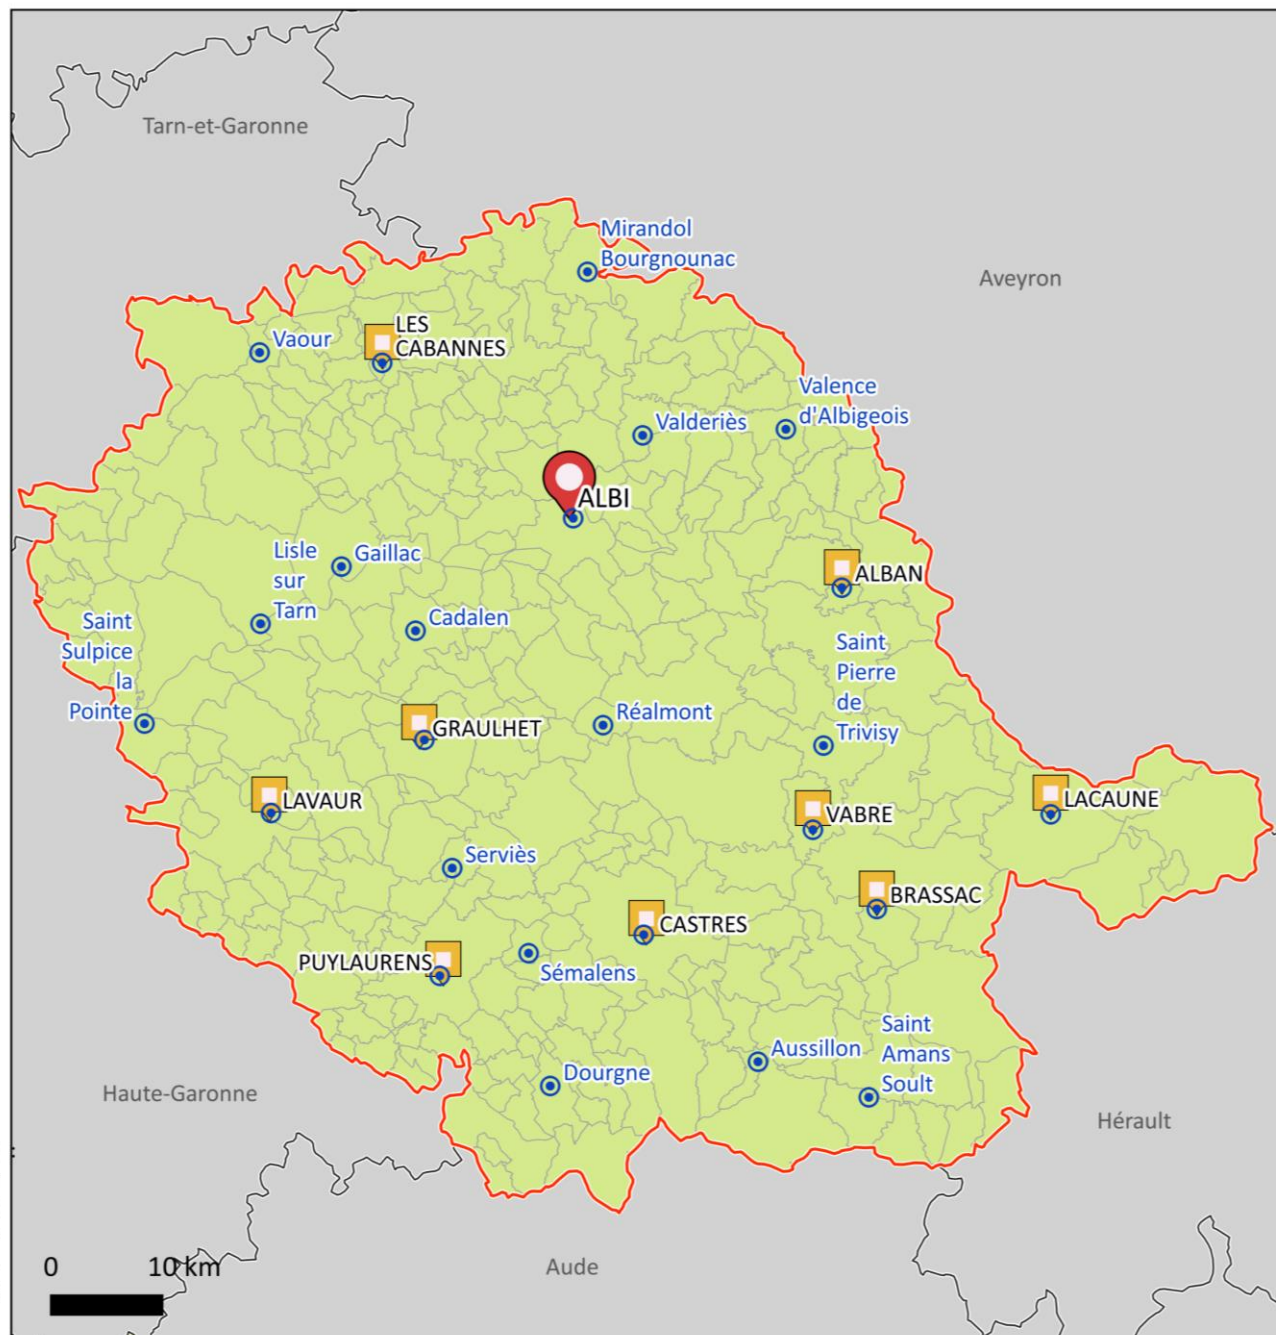 Tarn-et-Garonne
Mirandol
Bourgnounac
Aveyron
LES
CABANNES
Vaour
Valence
d'Albigeois
Valderiès
ALBI
Lisle
sur
Tarn
Gaillac
ALBAN
Saint
Sulpice
la
Pointe
Cadalen
Saint
Pierre
de
Trivisy
GRAULHET
Réalmont
LAVAUR
VABRE
LACAUNE
Serviès
BRASSAC
CASTRES
PUYLAURENS
Sémalens
Saint
Amans
Soult
Aussillon
Dourgne
Haute-Garonne
Hérault
Aude
0 10 km